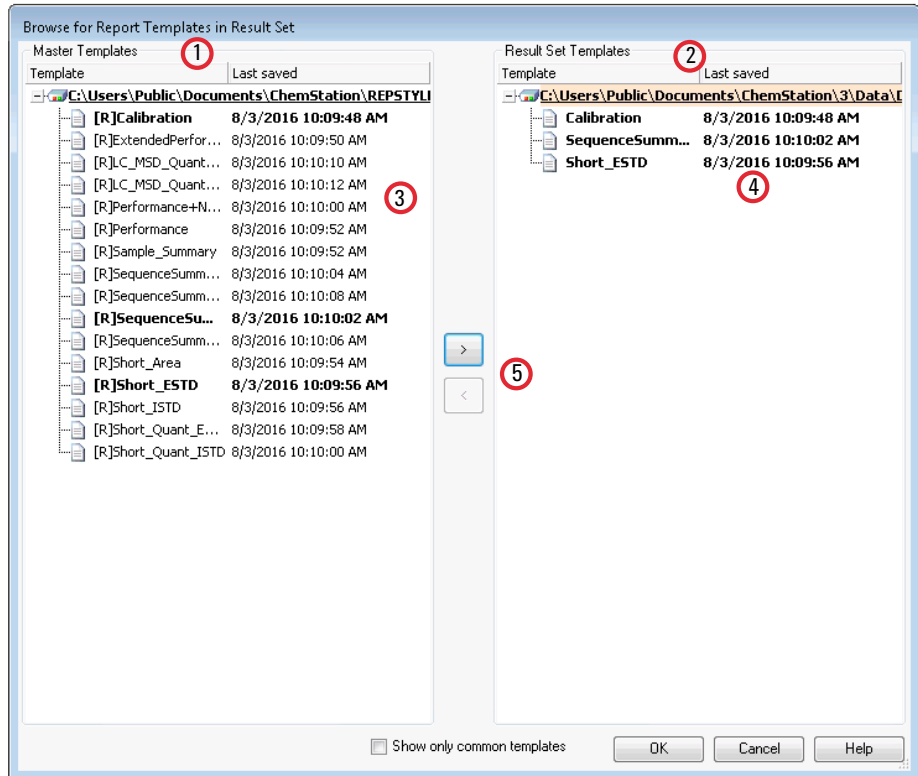 Browse for Report Templates in Result Set
Master Templates
1
Template Last saved
C:\Users\Public\Documents\ChemStation\REPSTYLI
[R]Calibration 8/3/2016 10:09:48 AM
[R]ExtendedPerfor... 8/3/2016 10:09:50 AM
[R]LC_MSD_Quant... 8/3/2016 10:10:10 AM
[R]LC_MSD_Quant... 8/3/2016 10:10:12 AM
[R]Performance+N... 8/3/2016 10:10:00 AM
3
[R]Performance 8/3/2016 10:09:52 AM
[R]Sample_Summary 8/3/2016 10:09:52 AM
[R]SequenceSumm... 8/3/2016 10:10:04 AM
[R]SequenceSumm... 8/3/2016 10:10:08 AM
[R]SequenceSu... 8/3/2016 10:10:02 AM
[R]SequenceSumm... 8/3/2016 10:10:06 AM
[R]Short_Area 8/3/2016 10:09:54 AM
[R]Short_ESTD 8/3/2016 10:09:56 AM
[R]Short_ISTD 8/3/2016 10:09:56 AM
[R]Short_Quant_E... 8/3/2016 10:09:58 AM
[R]Short_Quant_ISTD 8/3/2016 10:10:00 AM
>
<
5
Result Set Templates
2
Template Last saved
C:\Users\Public\Documents\ChemStation\3\Data\D
Calibration 8/3/2016 10:09:48 AM
SequenceSumm... 8/3/2016 10:10:02 AM
Short_ESTD 8/3/2016 10:09:56 AM
4
Show only common templates
OK
Cancel
Help